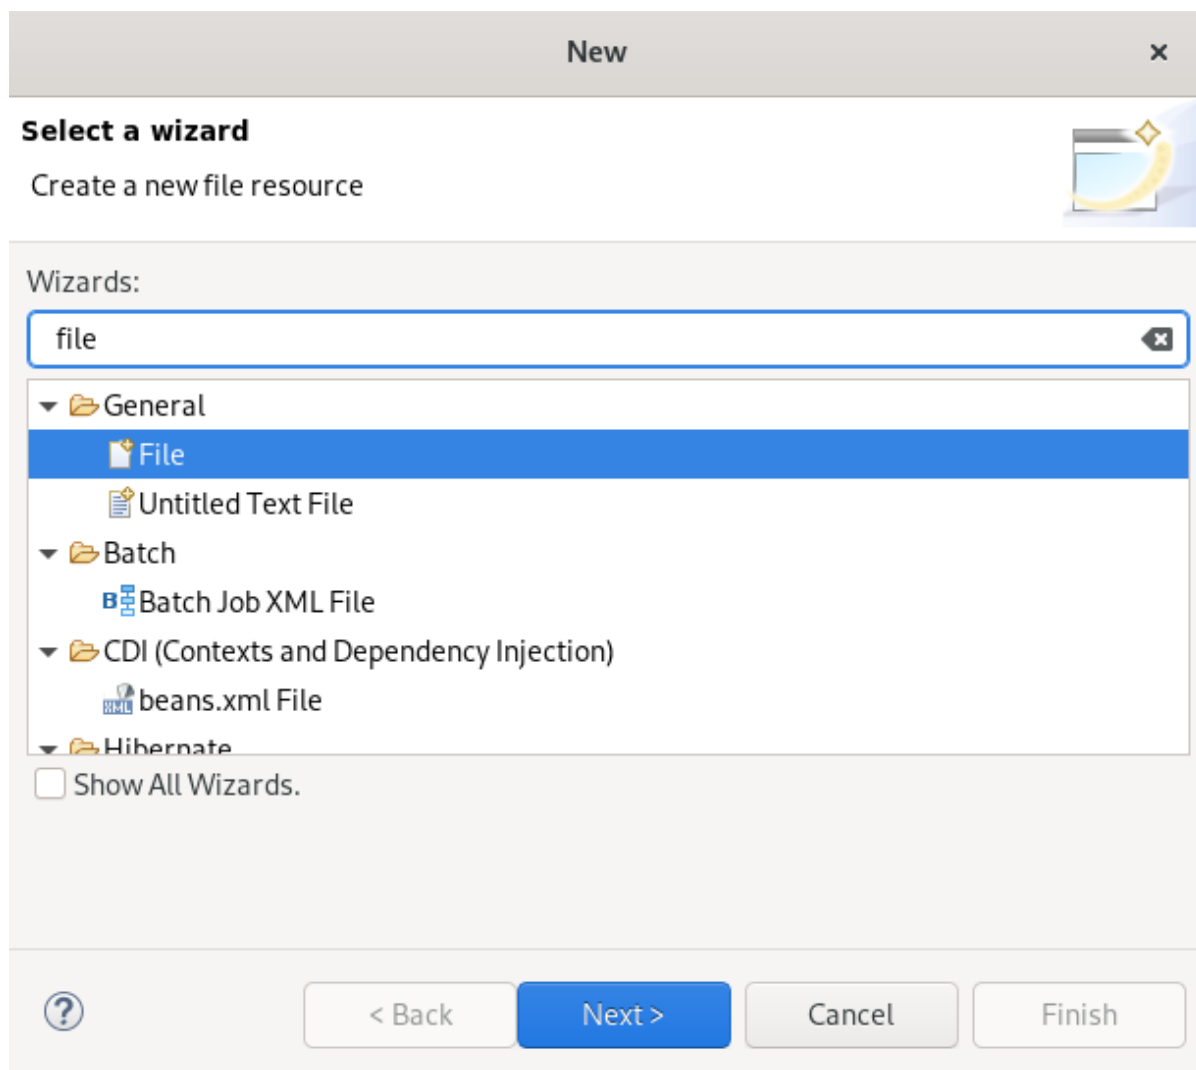 New
Select a wizard
Create a new file resource
Wizards:
file
General
File
Untitled Text File
Batch
Batch Job XML File
CDI (Contexts and Dependency Injection)
beans.xml File
Hibernate
Show All Wizards.
< Back Next > Cancel Finish